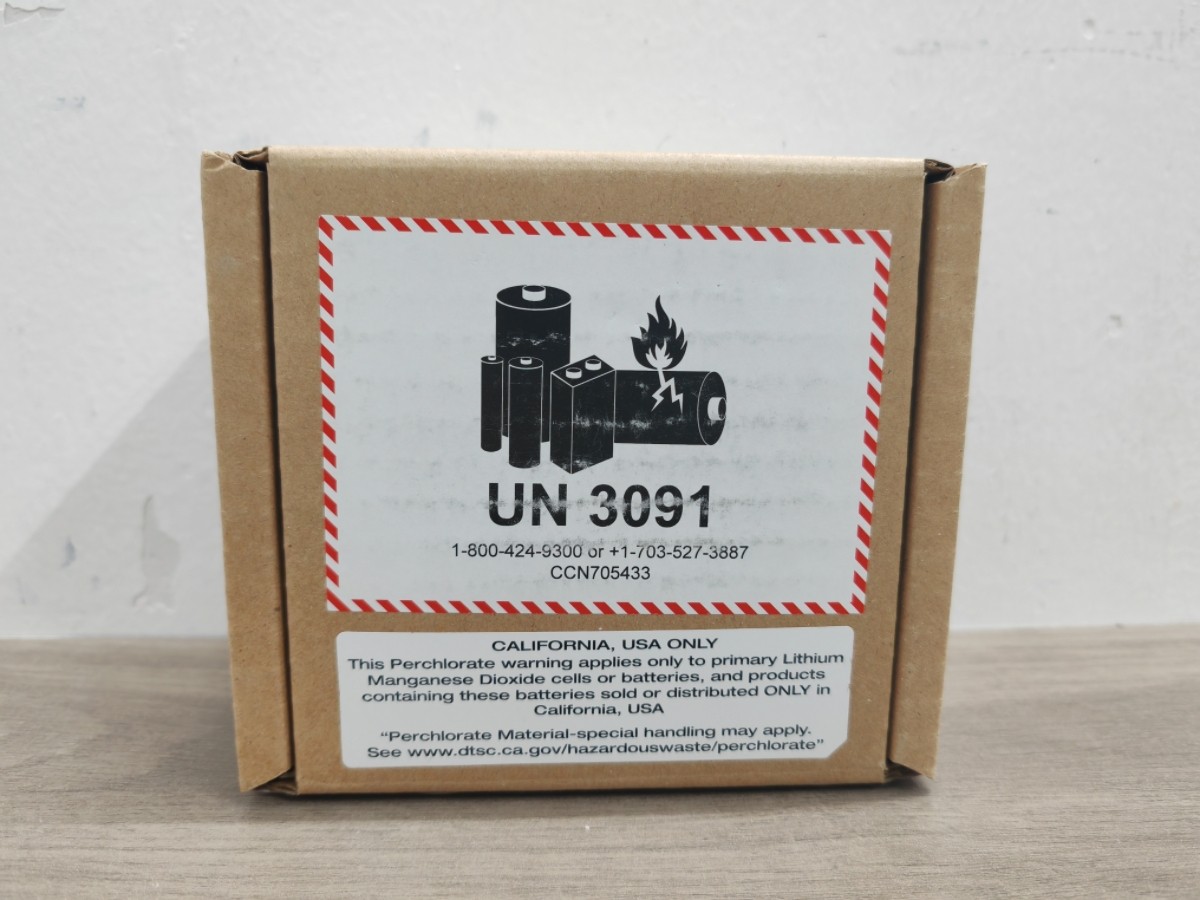 UN 3091
1-800-424-9300 or +1-703-527-3887
CCN705433
CALIFORNIA, USA ONLY
This Perchlorate warning applies only to primary Lithium
Manganese Dioxide cells or batteries, and products
containing these batteries sold or distributed ONLY in
California, USA
“Perchlorate Material-special handling may apply.
See www.dtsc.ca.gov/hazardouswaste/perchlorate”